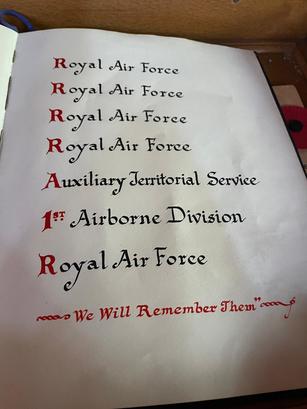 Royal Air Force
Royal Air Force
Royal Air Force
Royal Air Force
Auxiliary Territorial Service
1ST Airborne Division
Royal Air Force
We Will Remember Them"